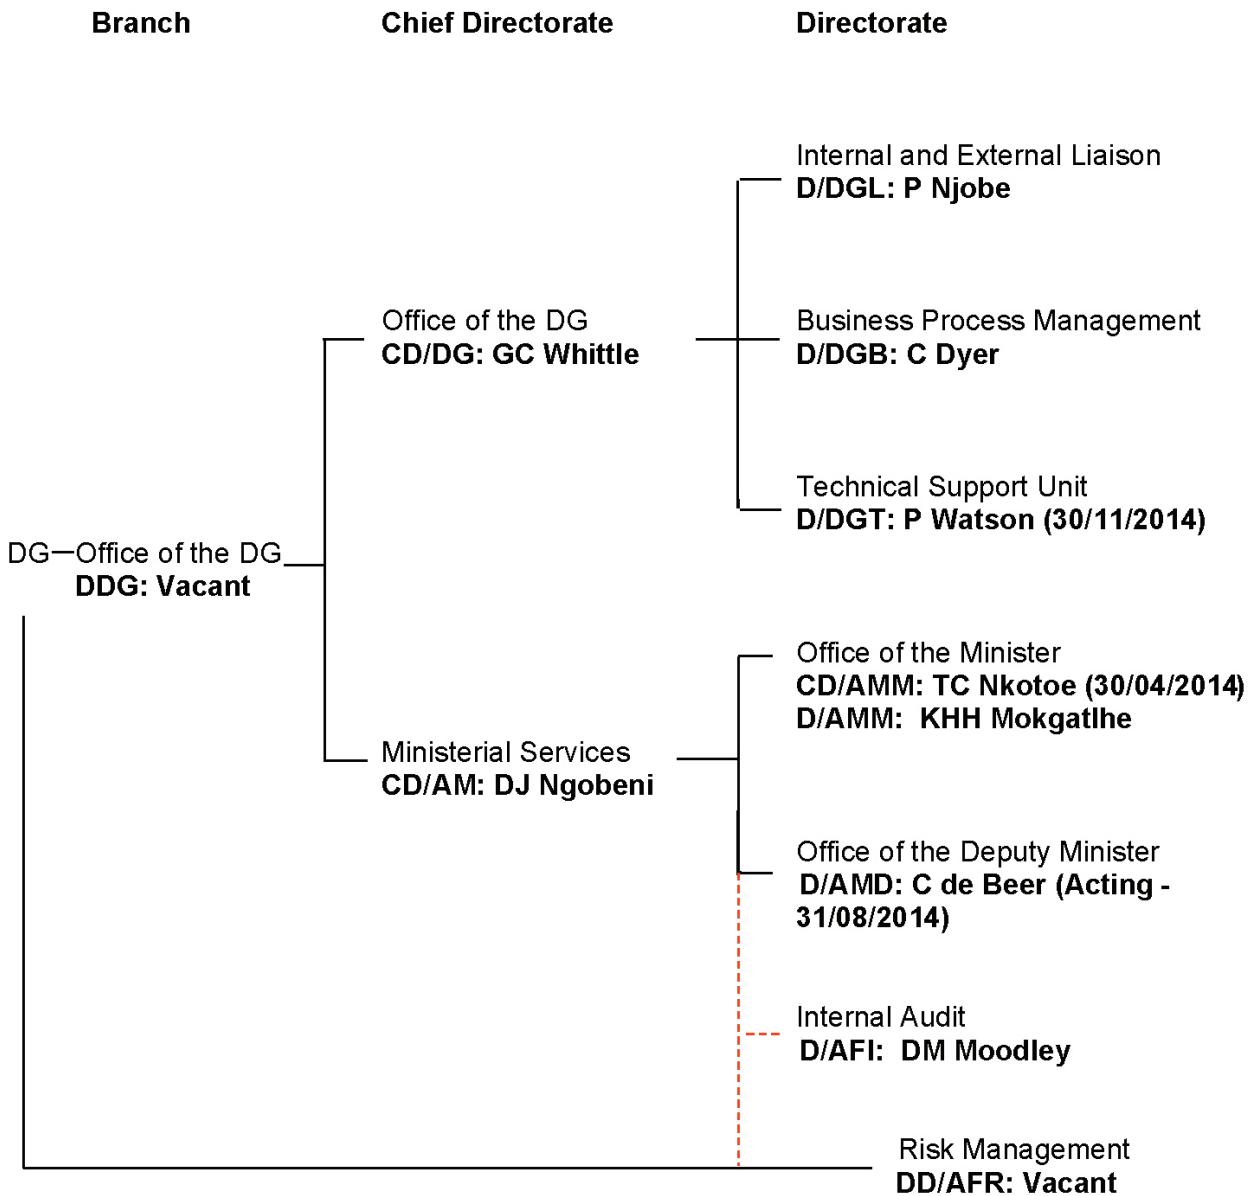 Branch
Chief Directorate
Directorate
Internal and External Liaison
D/DGL: P Njobe
Office of the DG
CD/DG: GC Whittle
Business Process Management
D/DGB: C Dyer
Technical Support Unit
D/DGT: P Watson (30/11/2014)
DG
Office of the DG
DDG: Vacant
Office of the Minister
CD/AMM: TC Nkotoe (30/04/2014)
D/AMM: KHH Mokgatlhe
Ministerial Services
CD/AM: DJ Ngobeni
Office of the Deputy Minister
D/AMD: C de Beer (Acting -
31/08/2014)
Internal Audit
D/AFI: DM Moodley
Risk Management
DD/AFR: Vacant